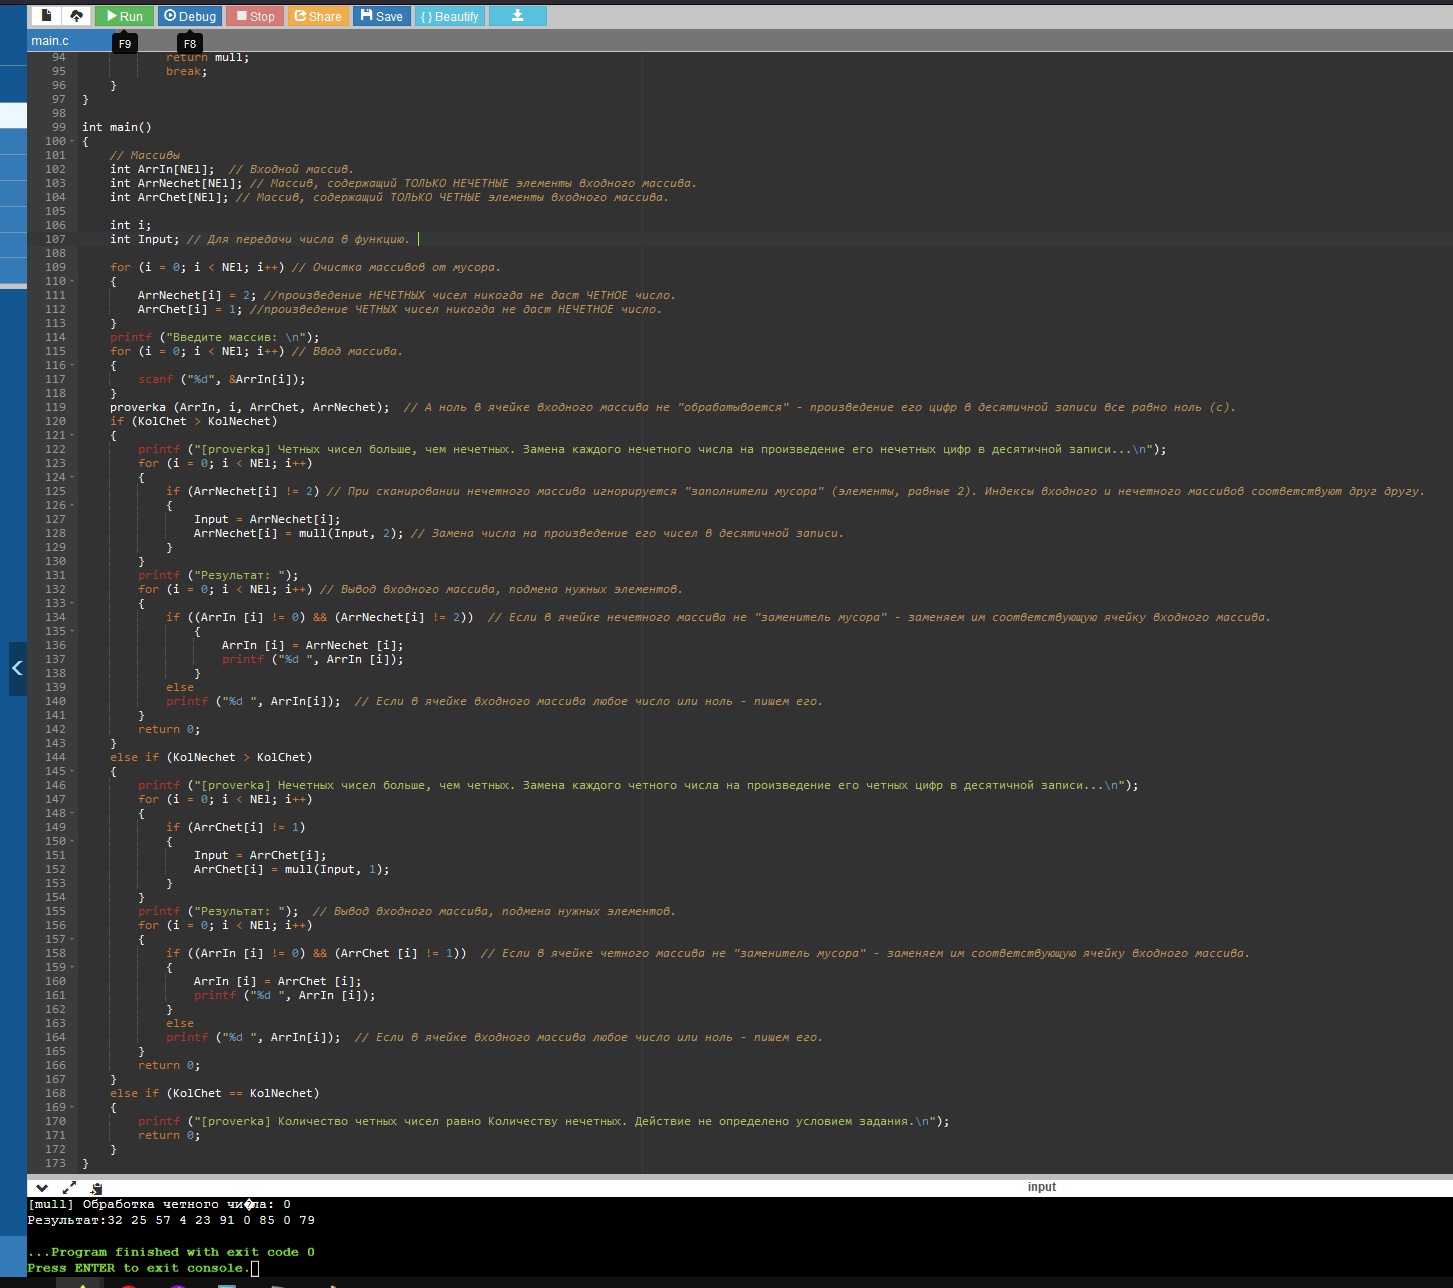 Run Debug Stop Share Save { } Beautify
main.c F9 F8
94 return mull;
95 break;
96 }
97 }
98
99 int main()
100 {
101 // Массивы
102 int ArrIn[NEl]; // Входной массив.
103 int ArrNechet[NEl]; // Массив, содержащий ТОЛЬКО НЕЧЕТНЫЕ элементы входного массива.
104 int ArrChet[NEl]; // Массив, содержащий ТОЛЬКО ЧЕТНЫЕ элементы входного массива.
105
106 int i;
107 int Input; // Для передачи числа в функцию.
108
109 for (i = 0; i < NEl; i++) // Очистка массивов от мусора.
110 {
111 ArrNechet[i] = 2; //произведение НЕЧЕТНЫХ чисел никогда не даст ЧЕТНОЕ число.
112 ArrChet[i] = 1; //произведение ЧЕТНЫХ чисел никогда не даст НЕЧЕТНОЕ число.
113 }
114 printf ("Введите массив: \n");
115 for (i = 0; i < NEl; i++) // Ввод массива.
116 {
117 scanf ("%d", &ArrIn[i]);
118 }
119 proverka (ArrIn, i, ArrChet, ArrNechet); // А ноль в ячейке входного массива не "обрабатывается" - произведение его цифр в десятичной записи все равно ноль (с).
120 if (KolChet > KolNechet)
121 {
122 printf ("[proverka] Четных чисел больше, чем нечетных. Замена каждого нечетного числа на произведение его нечетных цифр в десятичной записи...\n");
123 for (i = 0; i < NEl; i++)
124 {
125 if (ArrNechet[i] != 2) // При сканировании нечетного массива игнорируется "заполнители мусора" (элементы, равные 2). Индексы входного и нечетного массивов соответствуют друг другу.
126 {
127 Input = ArrNechet[i];
128 ArrNechet[i] = mull(Input, 2); // Замена числа на произведение его чисел в десятичной записи.
129 }
130 }
131 printf ("Результат: ");
132 for (i = 0; i < NEl; i++) // Вывод входного массива, подмена нужных элементов.
133 {
134 if ((ArrIn [i] != 0) && (ArrNechet[i] != 2)) // Если в ячейке нечетного массива не "заменитель мусора" - заменяем им соответствующую ячейку входного массива.
135 {
136 ArrIn [i] = ArrNechet [i];
137 printf ("%d ", ArrIn [i]);
138 }
139 else
140 printf ("%d ", ArrIn[i]); // Если в ячейке входного массива любое число или ноль - пишем его.
141 }
142 return 0;
143 }
144 else if (KolNechet > KolChet)
145 {
146 printf ("[proverka] Нечетных чисел больше, чем четных. Замена каждого четного числа на произведение его четных цифр в десятичной записи...\n");
147 for (i = 0; i < NEl; i++)
148 {
149 if (ArrChet[i] != 1)
150 {
151 Input = ArrChet[i];
152 ArrChet[i] = mull(Input, 1);
153 }
154 }
155 printf ("Результат: "); // Вывод входного массива, подмена нужных элементов.
156 for (i = 0; i < NEl; i++)
157 {
158 if ((ArrIn [i] != 0) && (ArrChet [i] != 1)) // Если в ячейке четного массива не "заменитель мусора" - заменяем им соответствующую ячейку входного массива.
159 {
160 ArrIn [i] = ArrChet [i];
161 printf ("%d ", ArrIn [i]);
162 }
163 else
164 printf ("%d ", ArrIn[i]); // Если в ячейке входного массива любое число или ноль - пишем его.
165 }
166 return 0;
167 }
168 else if (KolChet == KolNechet)
169 {
170 printf ("[proverka] Количество четных чисел равно Количеству нечетных. Действие не определено условием задания.\n");
171 return 0;
172 }
173 }
input
[mull] Обработка четного чи�ла: 0
Результат:32 25 57 4 23 91 0 85 0 79
...Program finished with exit code 0
Press ENTER to exit console.